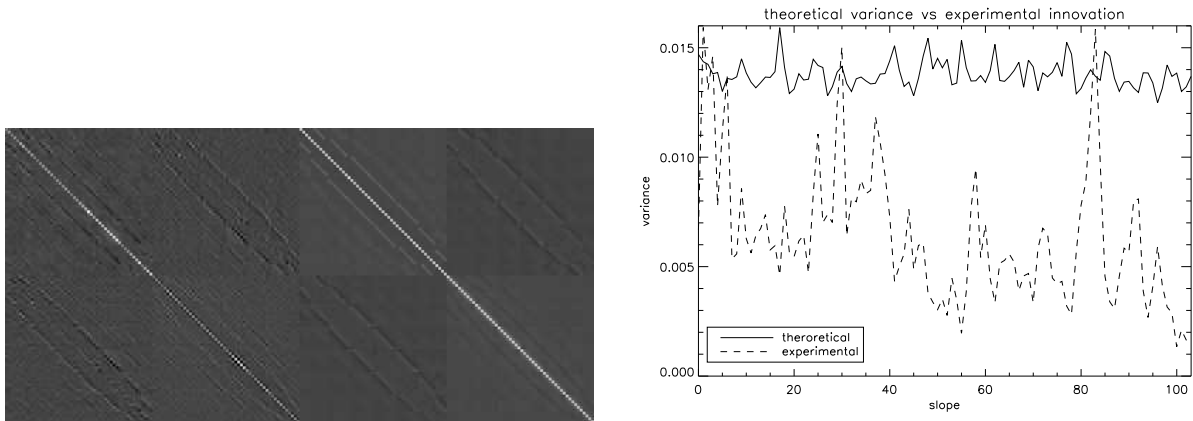 theoretical variance vs experimental innovation
0.015
0.010
0.005
0.000
variance
theroretical
experimental
0 20 40 60 80 100
slope